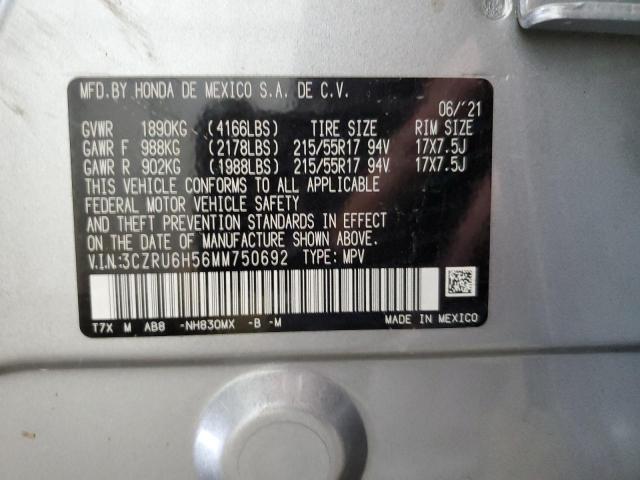 MFD.BY HONDA DE MEXICO S.A. DE C.V.
06/'21
GVWR 1890KG (4166LBS) TIRE SIZE RIM SIZE
GAWR F 988KG (2178LBS) 215/55R17 94V 17X7.5J
GAWR R 902KG (1988LBS) 215/55R17 94V 17X7.5J
THIS VEHICLE CONFORMS TO ALL APPLICABLE
FEDERAL MOTOR VEHICLE SAFETY
AND THEFT PREVENTION STANDARDS IN EFFECT
ON THE DATE OF MANUFACTURE SHOWN ABOVE.
V.I.N.:3CZRU6H56MM750692 TYPE: MPV
T7X M AB8 -NH830MX -B -M MADE IN MEXICO